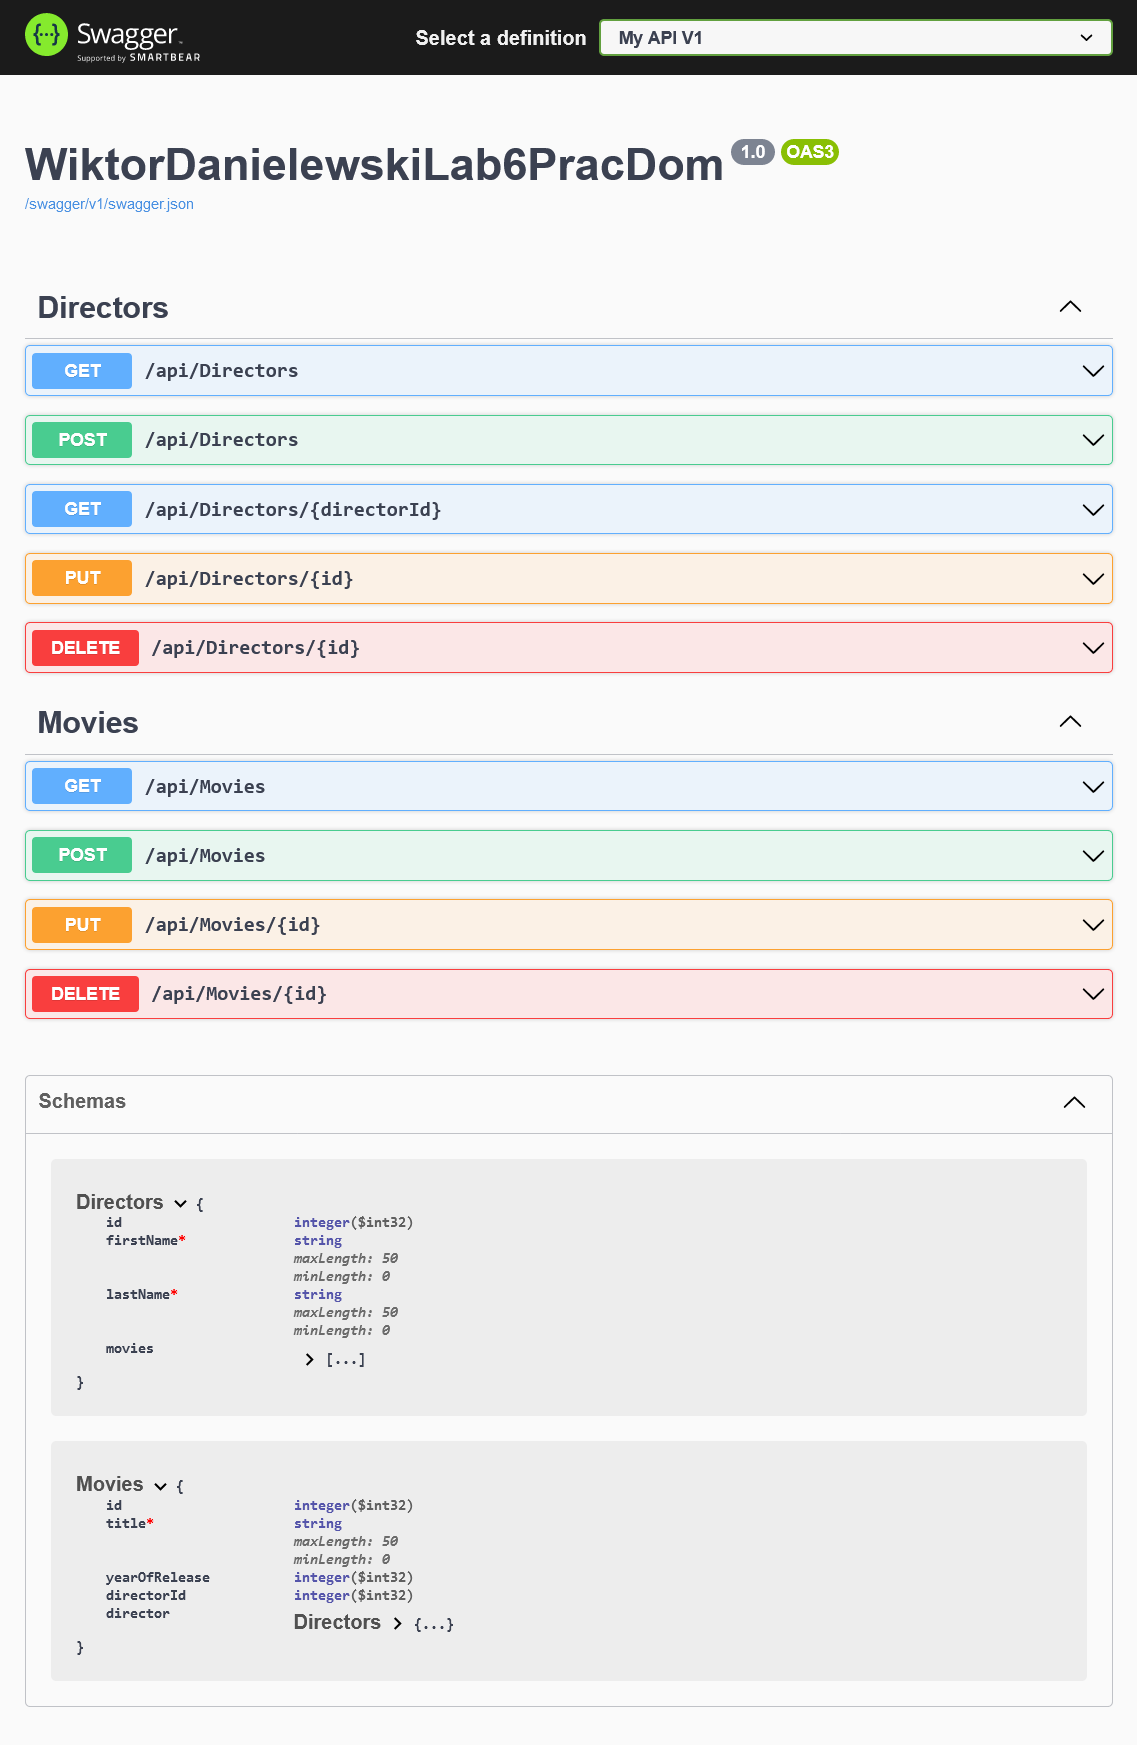 Swagger
Supported by SMARTBEAR
Select a definition
My API V1
WiktorDanielewskiLab6PracDom 1.0 OAS3
/swagger/v1/swagger.json
Directors
GET /api/Directors
POST /api/Directors
GET /api/Directors/{directorId}
PUT /api/Directors/{id}
DELETE /api/Directors/{id}
Movies
GET /api/Movies
POST /api/Movies
PUT /api/Movies/{id}
DELETE /api/Movies/{id}
Schemas
Directors {
id integer($int32)
firstName* string
maxLength: 50
minLength: 0
lastName* string
maxLength: 50
minLength: 0
movies [...]
}
Movies {
id integer($int32)
title* string
maxLength: 50
minLength: 0
yearOfRelease integer($int32)
directorId integer($int32)
director Directors {...}
}